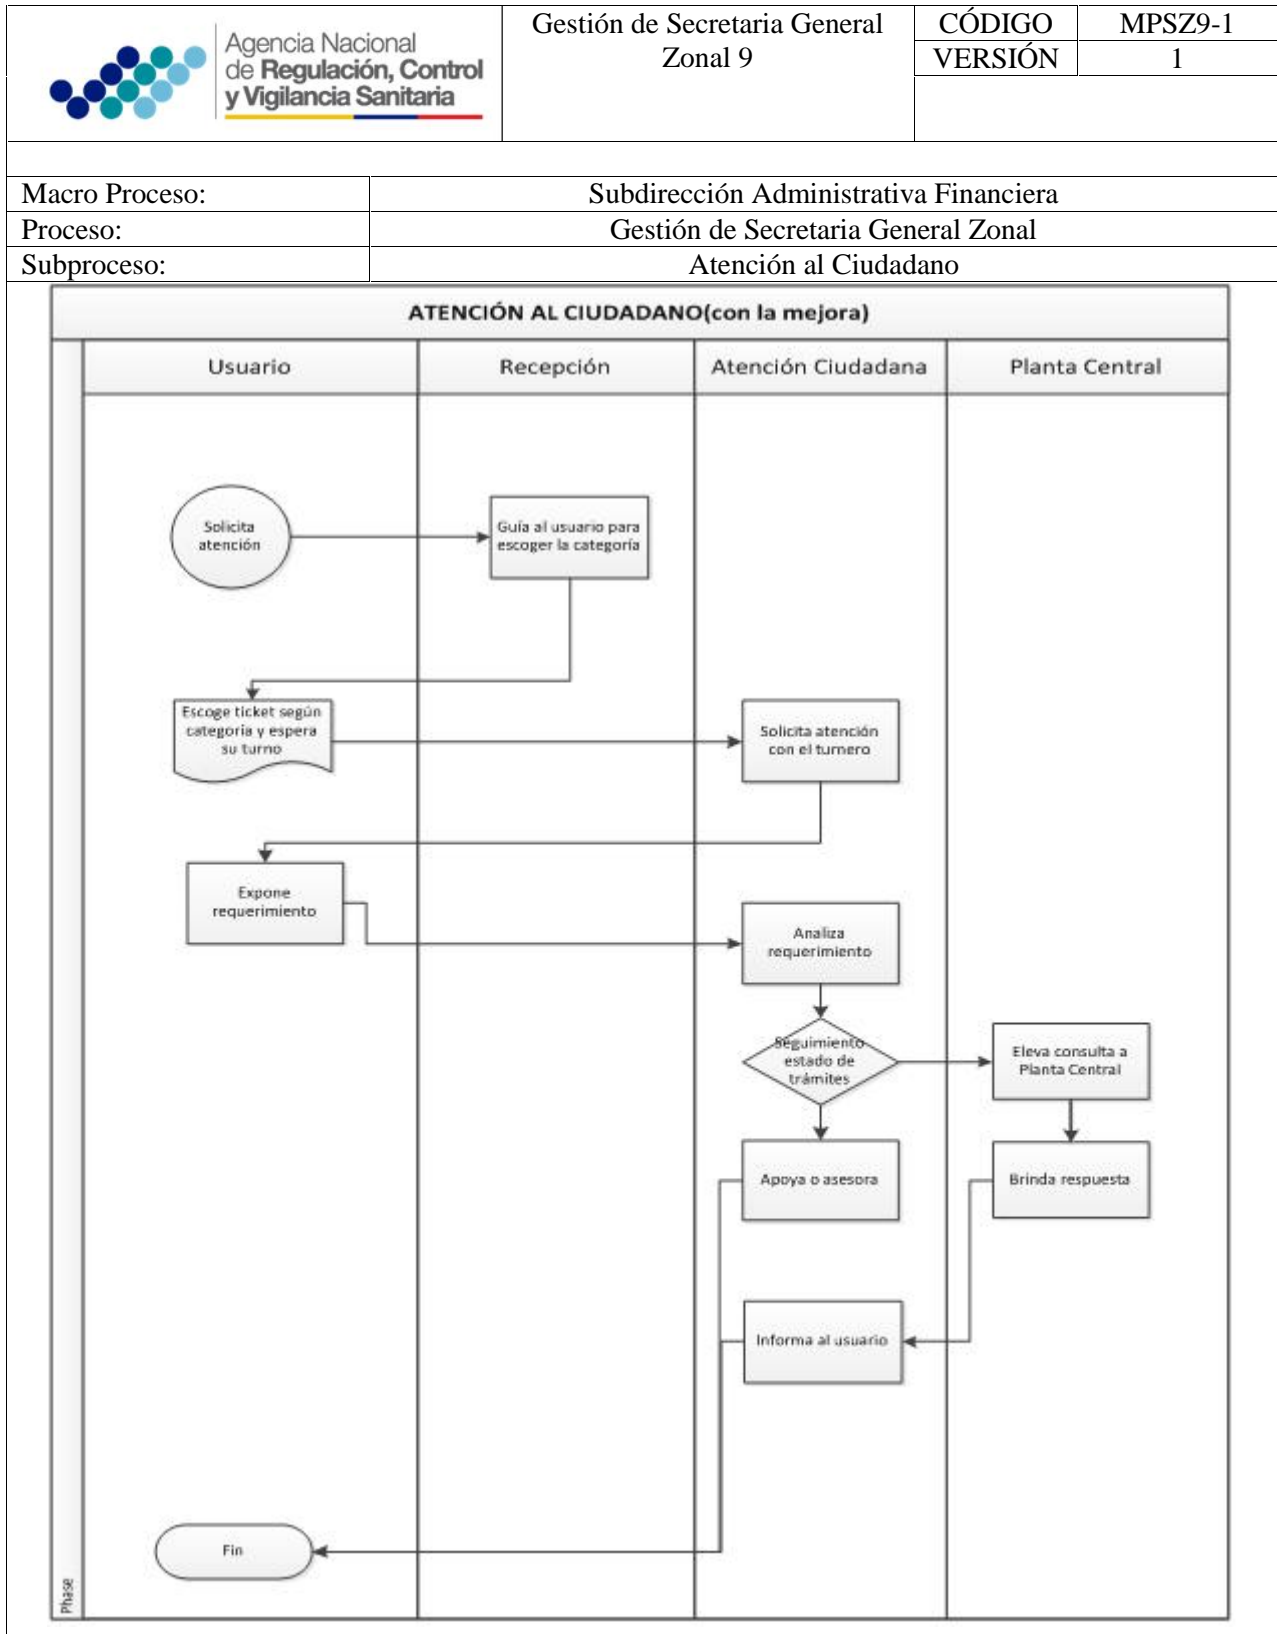 Agencia Nacional
de Regulación, Control
y Vigilancia Sanitaria
Gestión de Secretaria General
Zonal 9
CÓDIGO MPSZ9-1
VERSIÓN 1
Macro Proceso: Subdirección Administrativa Financiera
Proceso: Gestión de Secretaria General Zonal
Subproceso: Atención al Ciudadano
ATENCIÓN AL CIUDADANO(con la mejora)
Usuario Recepción Atención Ciudadana Planta Central
Solicita
atención
Guía al usuario para
escoger la categoría
Escoge ticket según
categoría y espera
su turno
Solicita atención
con el turnero
Expone
requerimiento
Analiza
requerimiento
Seguimiento
estado de
trámites
Eleva consulta a
Planta Central
Apoya o asesora
Brinda respuesta
Informa al usuario
Fin
Phase